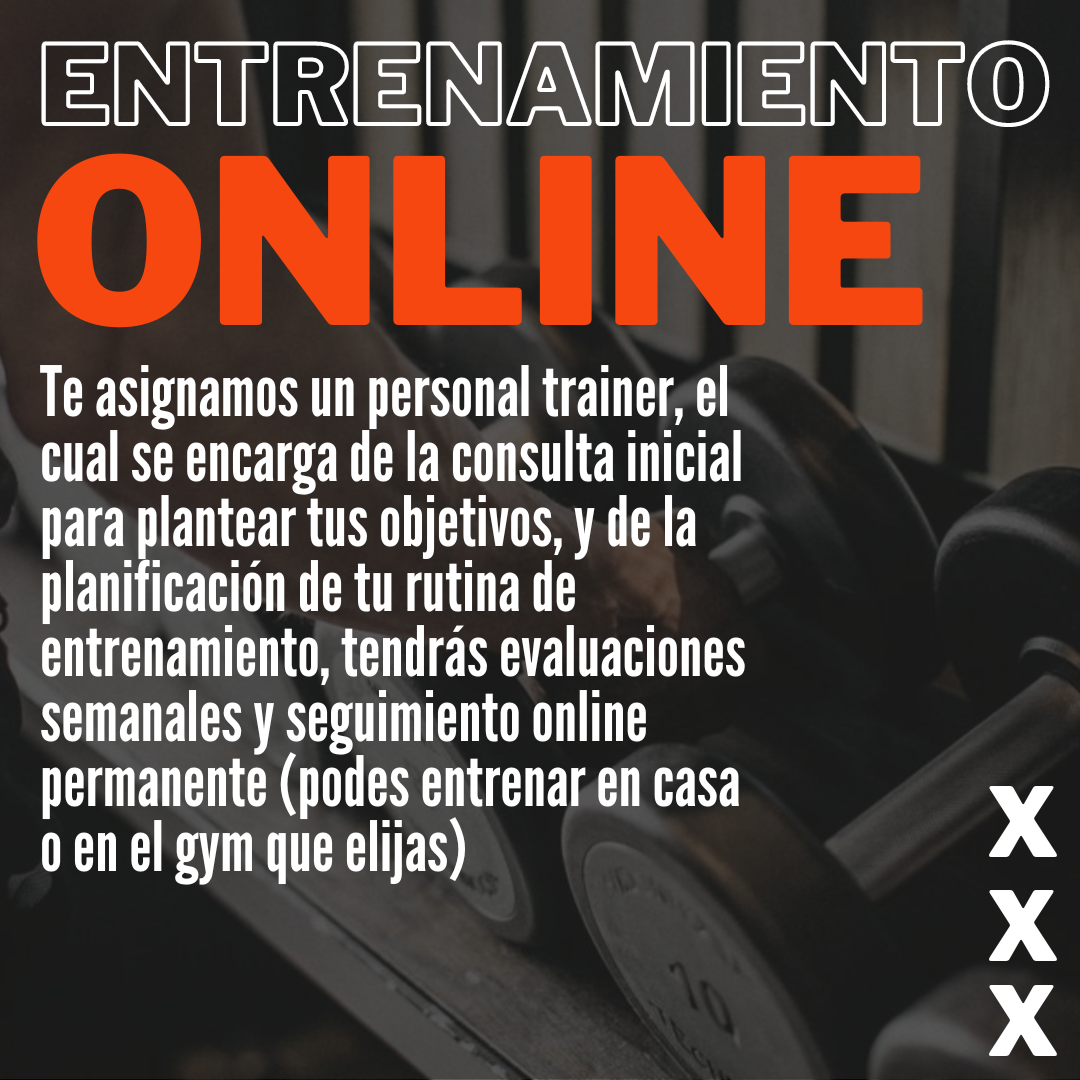 ENTRENAMIENTO
ONLINE
Te asignamos un personal trainer, el
cual se encarga de la consulta inicial
para plantear tus objetivos, y de la
planificación de tu rutina de
entrenamiento, tendrás evaluaciones
semanales y seguimiento online
permanente (podes entrenar en casa
o en el gym que elijas)
X
X
X
10